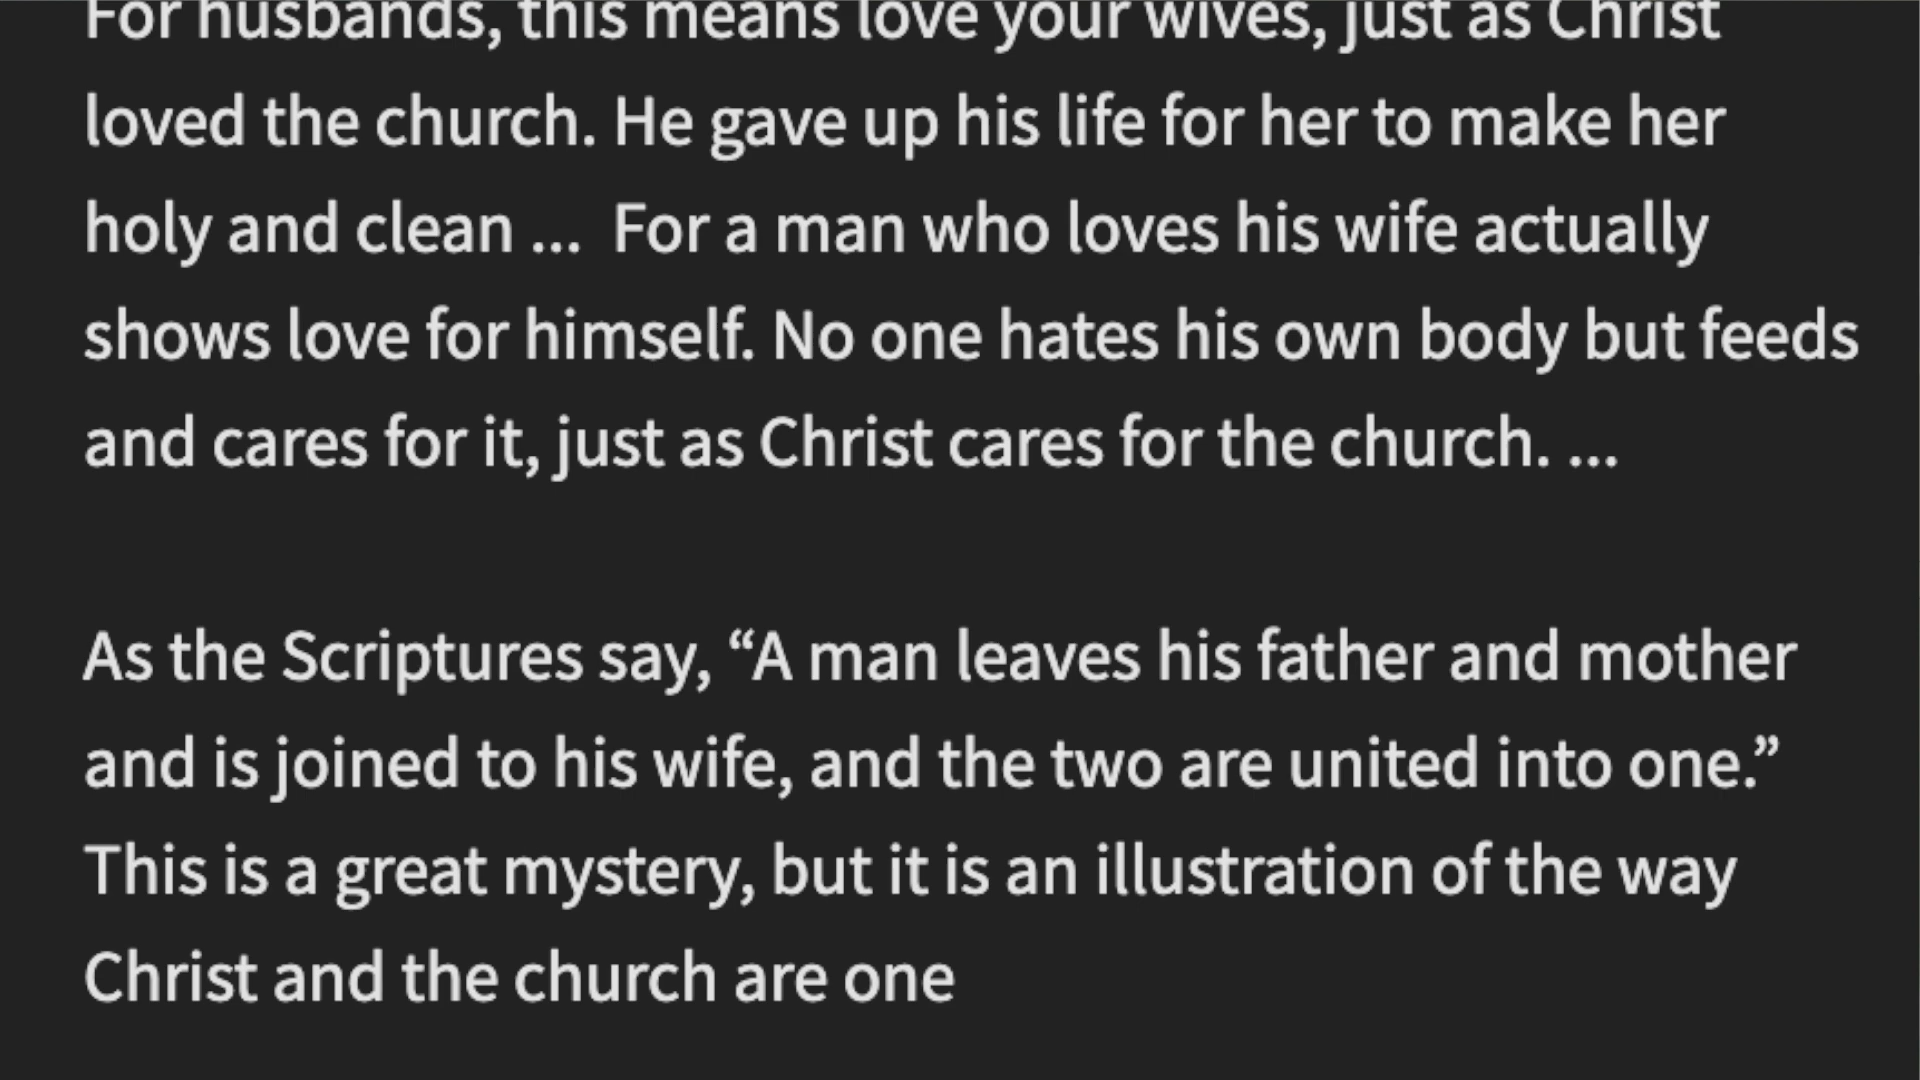 For husbands, this means love your wives, just as Christ
loved the church. He gave up his life for her to make her
holy and clean ...  For a man who loves his wife actually
shows love for himself. No one hates his own body but feeds
and cares for it, just as Christ cares for the church. ...
As the Scriptures say, “A man leaves his father and mother
and is joined to his wife, and the two are united into one.”
This is a great mystery, but it is an illustration of the way
Christ and the church are one